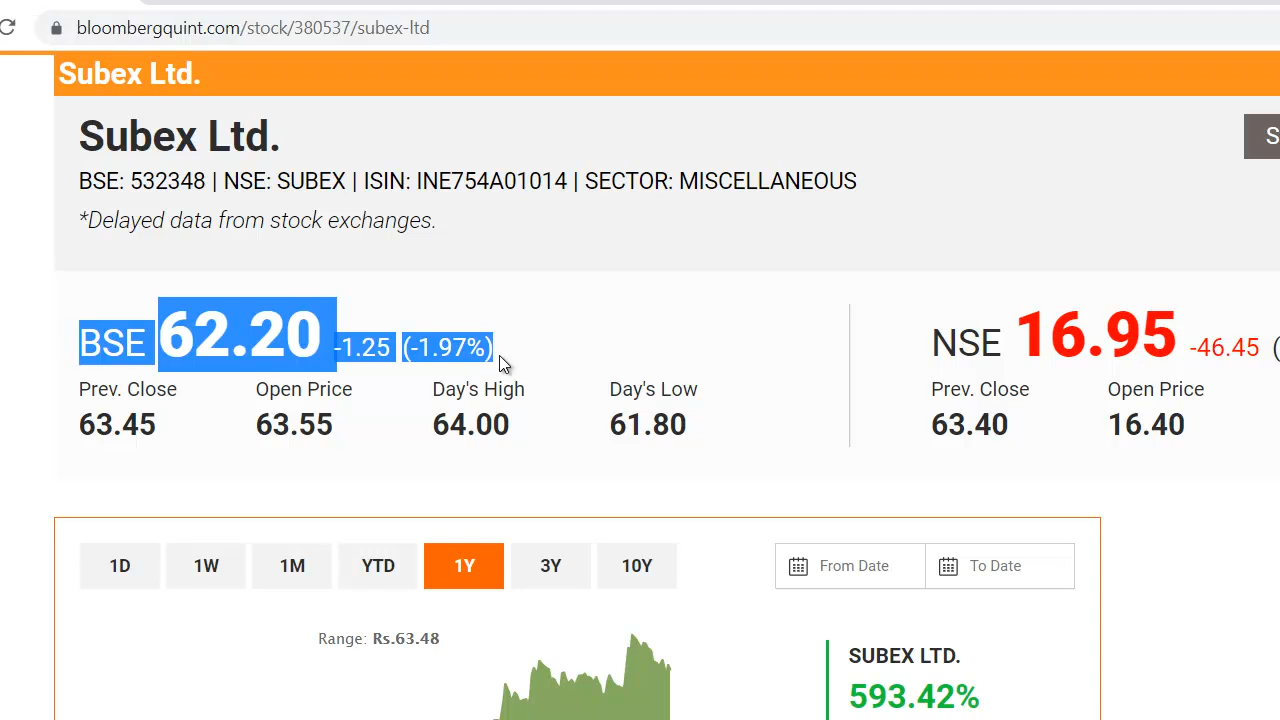 bloombergquint.com/stock/380537/subex-ltd
Subex Ltd.
Subex Ltd.
S
BSE: 532348 | NSE: SUBEX | ISIN: INE754A01014 | SECTOR: MISCELLANEOUS
*Delayed data from stock exchanges.
BSE 62.20 -1.25 (-1.97%)
Prev. Close Open Price Day's High Day's Low
63.45 63.55 64.00 61.80
NSE 16.95 -46.45 (
Prev. Close Open Price
63.40 16.40
1D 1W 1M YTD 1Y 3Y 10Y
From Date To Date
Range: Rs.63.48
SUBEX LTD.
593.42%